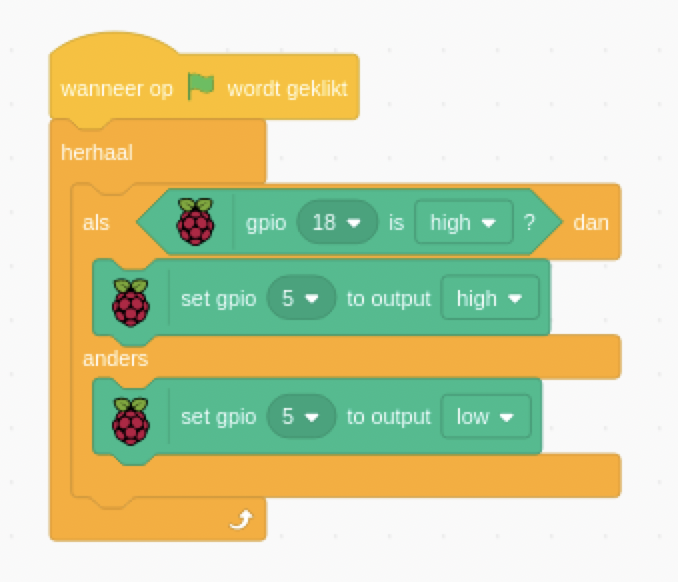 wanneer op wordt geklikt
herhaal
als gpio 18 is high ? dan
set gpio 5 to output high
anders
set gpio 5 to output low